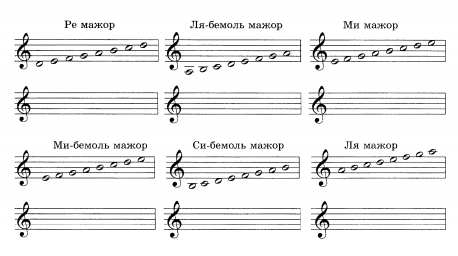 Ре мажор
Ля-бемоль мажор
Ми мажор
Ми-бемоль мажор
Си-бемоль мажор
Ля мажор